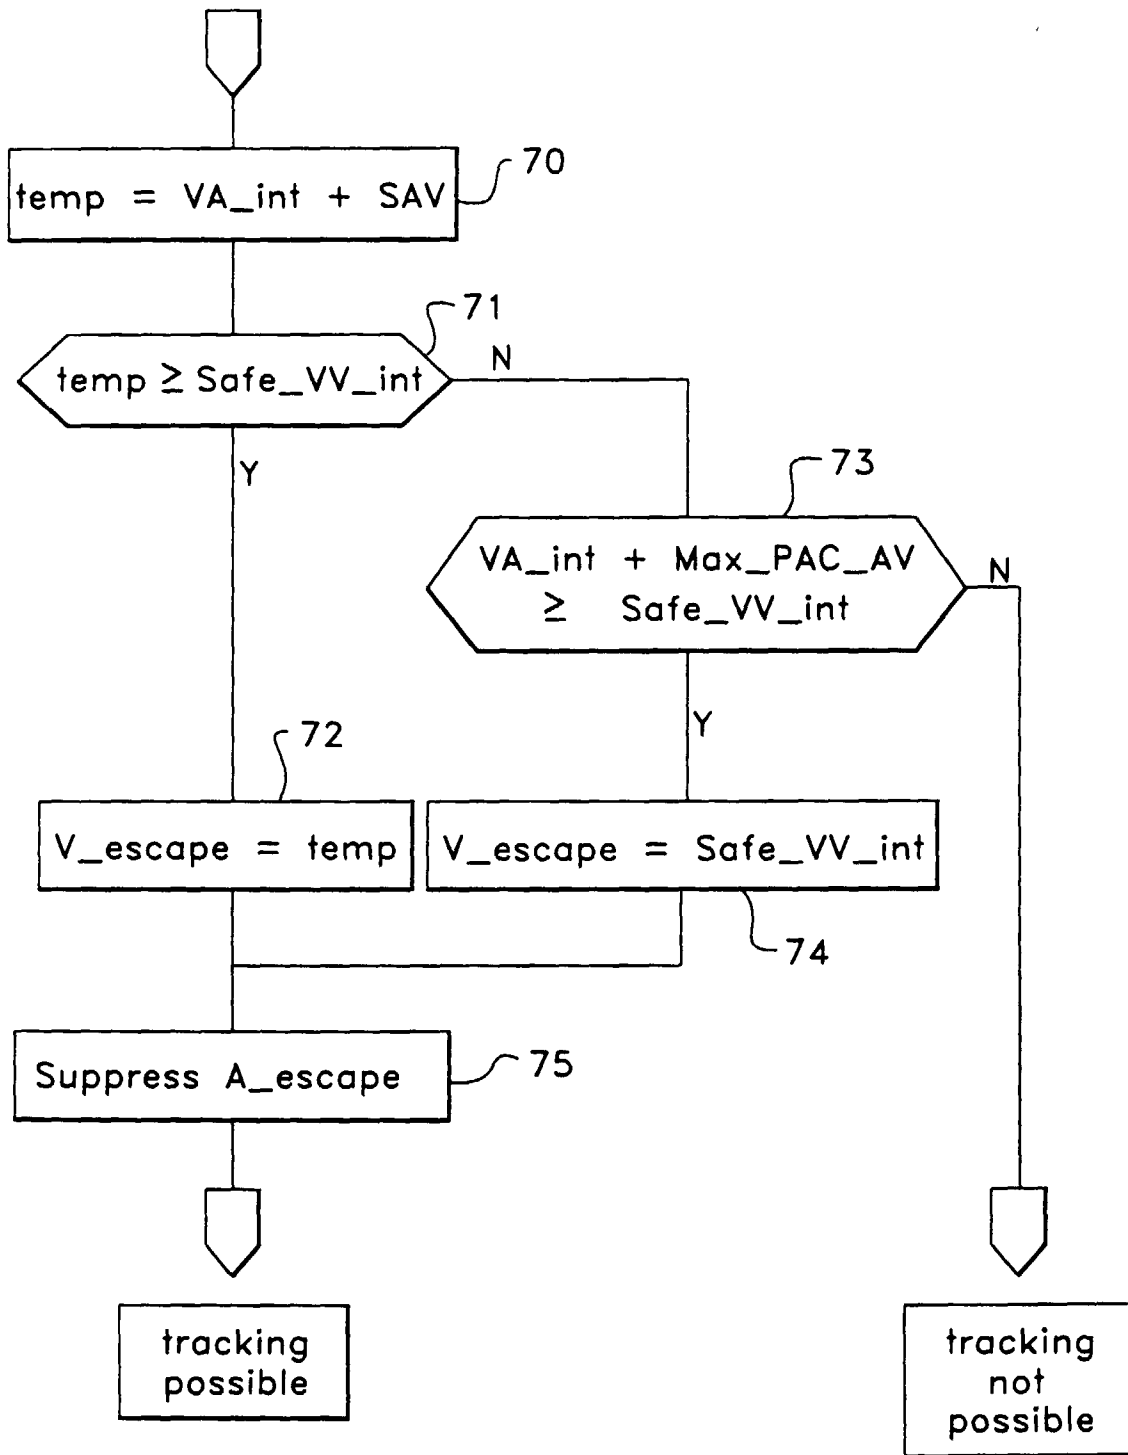 temp = VA_int + SAV
70
temp ≥ Safe_VV_int
71
N
Y
73
VA_int + Max_PAC_AV
≥ Safe_VV_int
N
Y
72
V_escape = temp
V_escape = Safe_VV_int
74
Suppress A_escape
75
tracking
possible
tracking
not
possible